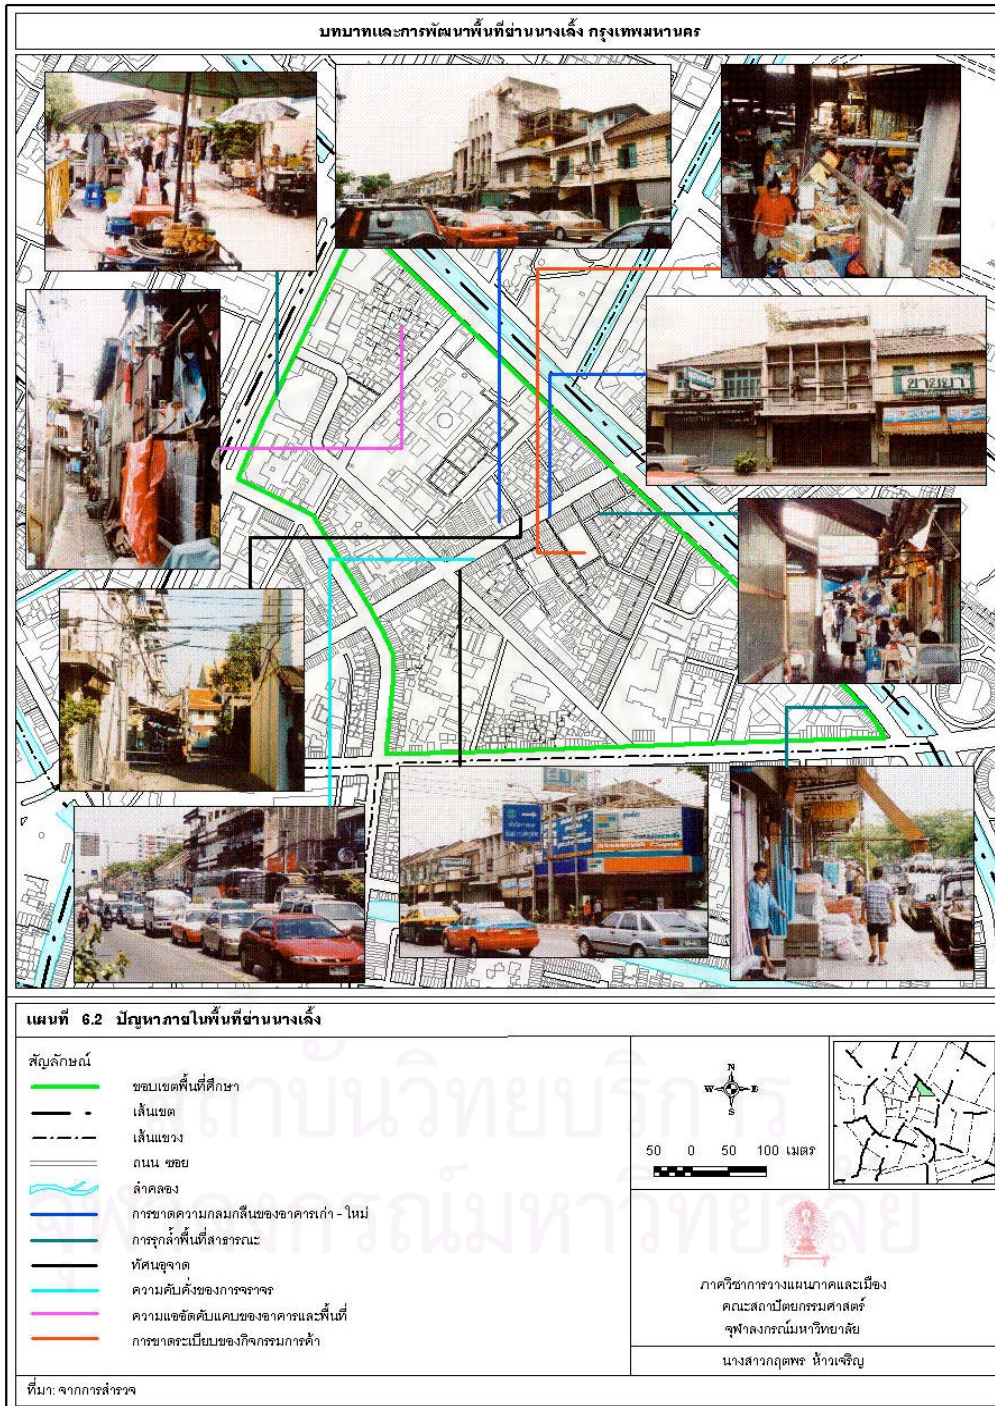 บทบาทและการพัฒนาพื้นที่ย่านนางเลิ้ง กรุงเทพมหานคร
ขายยา
แผนที่ 6.2 ปัญหาภายในพื้นที่ย่านนางเลิ้ง
สัญลักษณ์
ขอบเขตพื้นที่ศึกษา
เส้นเขต
เส้นแขวง
ถนน ซอย
ลำคลอง
การขาดความกลมกลืนของอาคารเก่า - ใหม่
การรุกล้ำพื้นที่สาธารณะ
ทัศนอุจาด
ความคับคั่งของการจราจร
ความแออัดคับแคบของอาคารและพื้นที่
การขาดระเบียบของกิจกรรมการค้า
N
W E
S
50 0 50 100 เมตร
สถาบันวิทยบริการ
จุฬาลงกรณ์มหาวิทยาลัย
ภาควิชาการวางแผนภาคและเมือง
คณะสถาปัตยกรรมศาสตร์
จุฬาลงกรณ์มหาวิทยาลัย
นางสาวกฤตพร ห้าวเจริญ
ที่มา: จากการสำรวจ